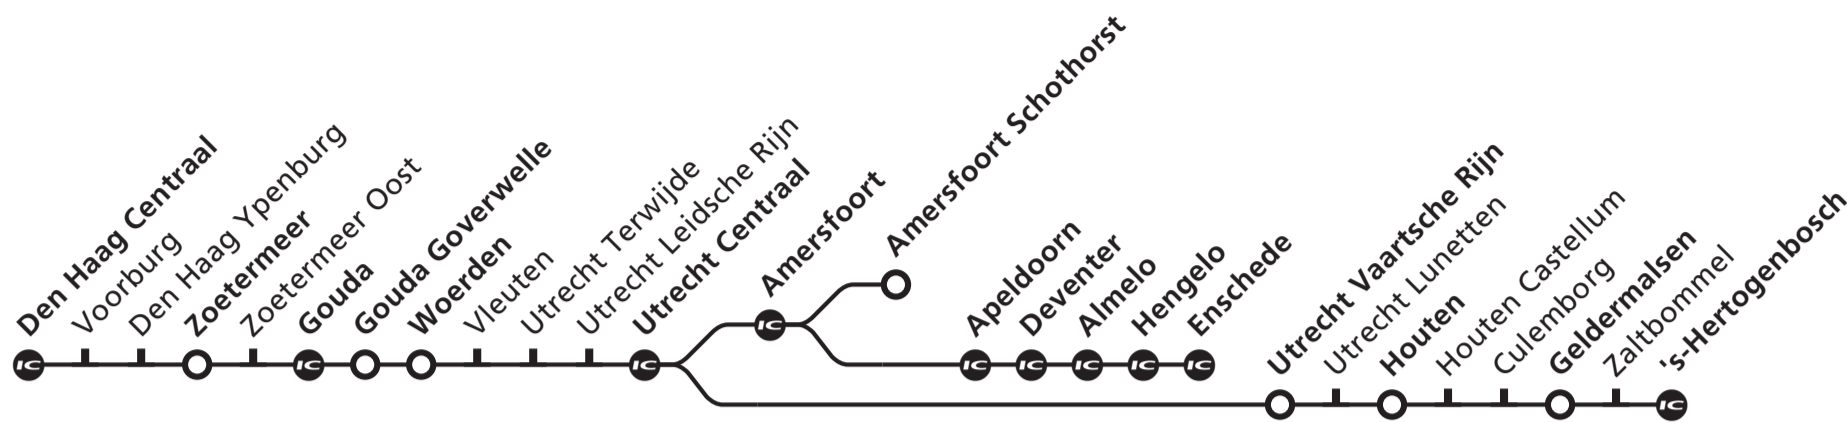 Den Haag Centraal
Voorburg
Den Haag Ypenburg
Zoetermeer
Zoetermeer Oost
Gouda
Gouda Goverwelle
Woerden
Vleuten
Utrecht Terwijde
Utrecht Leidsche Rijn
Utrecht Centraal
Amersfoort
Amersfoort Schothorst
Apeldoorn
Deventer
Almelo
Hengelo
Enschede
Utrecht Vaartsche Rijn
Utrecht Lunetten
Houten
Houten Castellum
Culemborg
Geldermalsen
Zaltbommel
's-Hertogenbosch
IC
IC
IC
IC
IC
IC
IC
IC
IC
IC